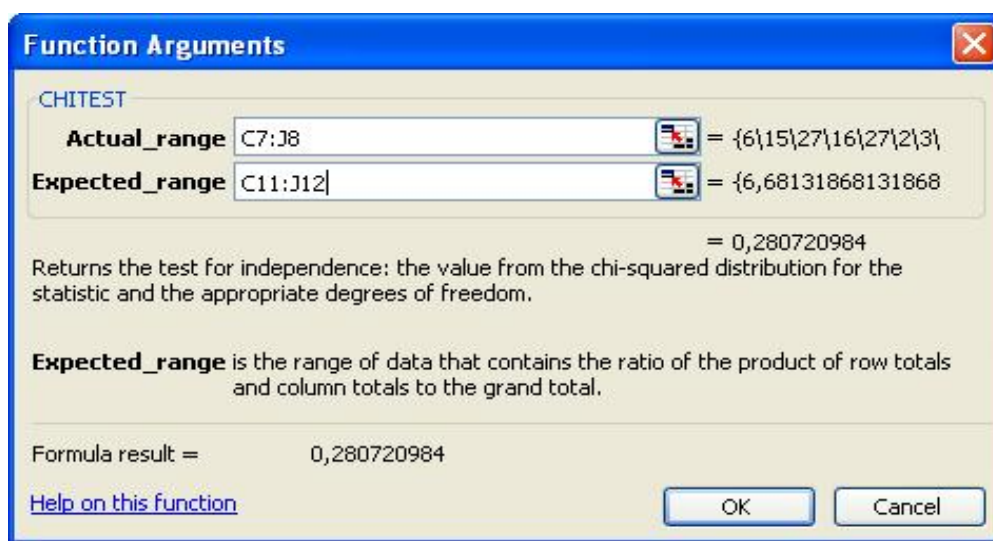 Function Arguments
CHITEST
Actual_range C7:J8 = {6\15\27\16\27\2\3\
Expected_range C11:J12 = {6,68131868131868
= 0,280720984
Returns the test for independence: the value from the chi-squared distribution for the
statistic and the appropriate degrees of freedom.
Expected_range is the range of data that contains the ratio of the product of row totals
and column totals to the grand total.
Formula result = 0,280720984
Help on this function OK Cancel